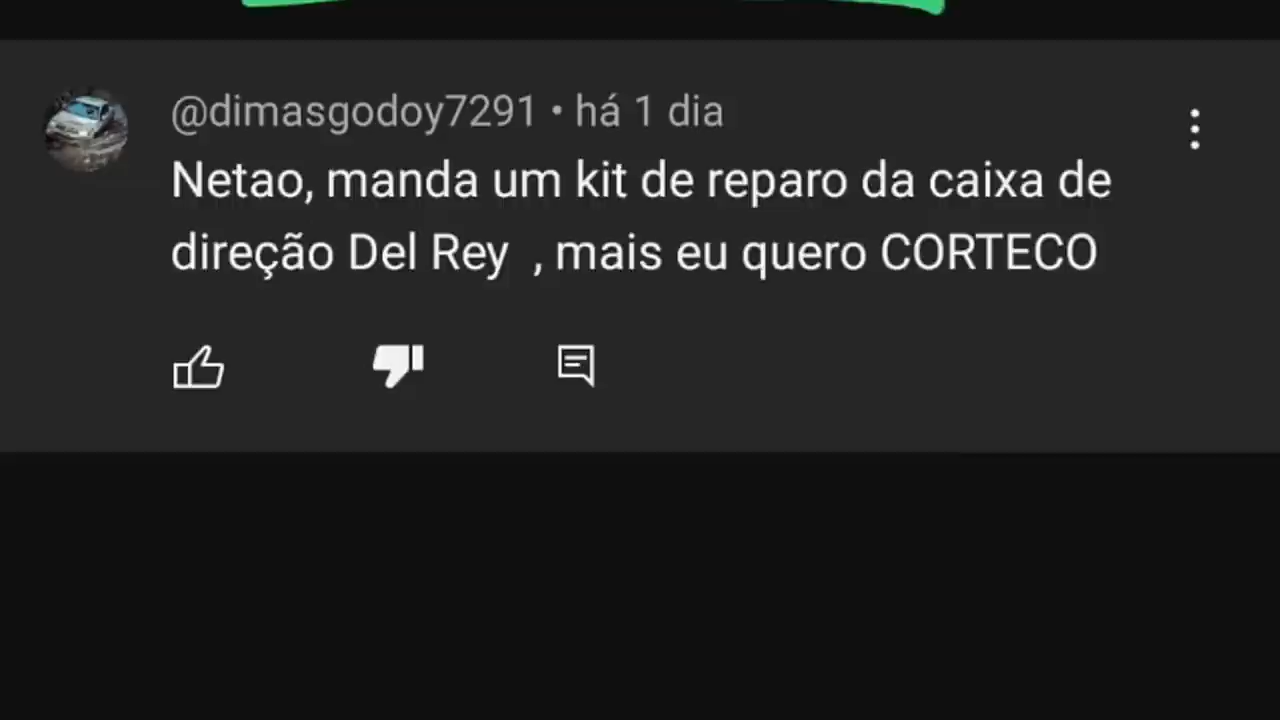 @dimasgodoy7291 • há 1 dia
Netao, manda um kit de reparo da caixa de
direção Del Rey  , mais eu quero CORTECO